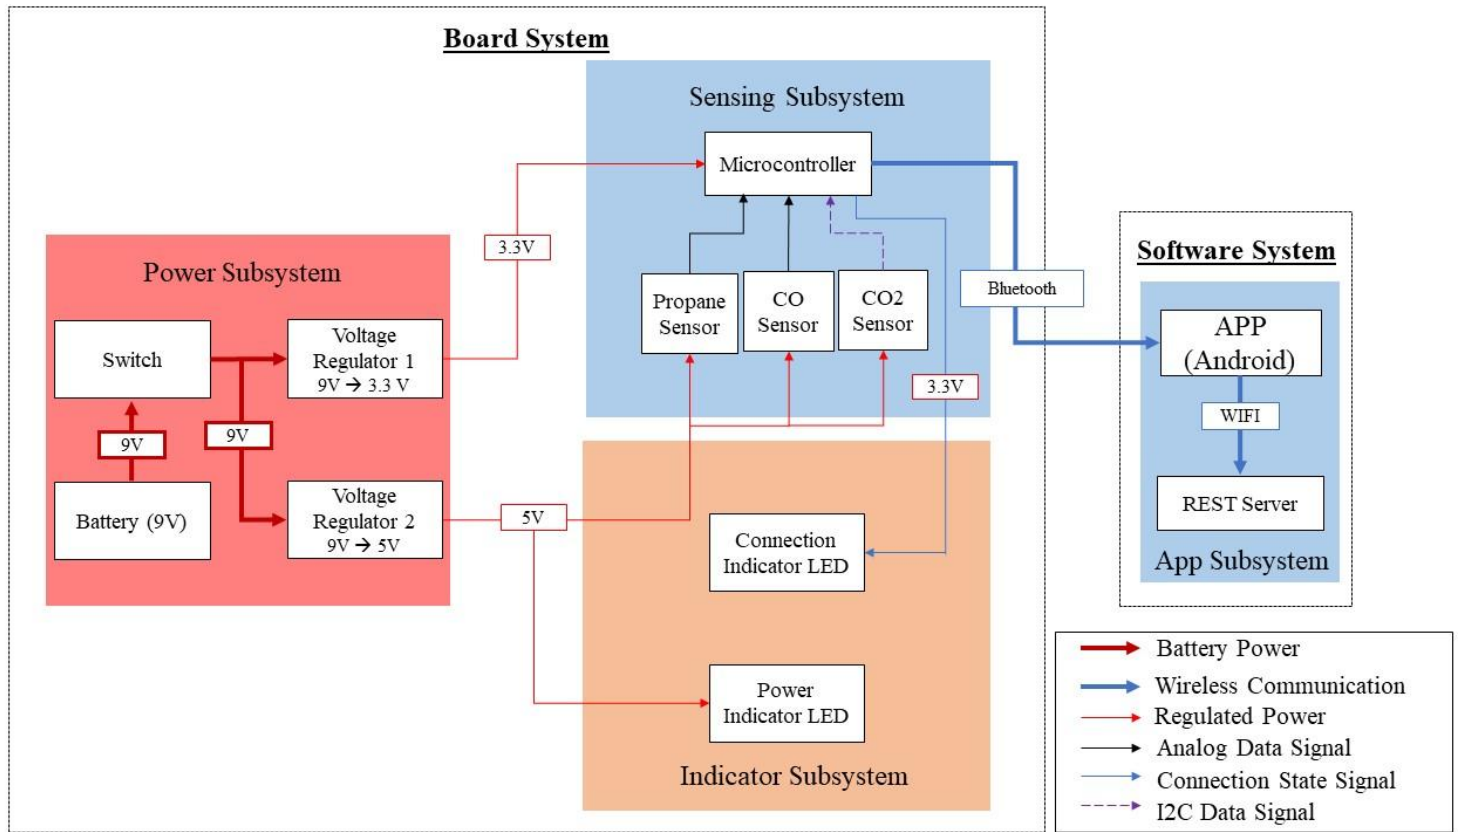 Board System
Sensing Subsystem
Microcontroller
3.3V
Power Subsystem
Propane
Sensor
CO
Sensor
CO2
Sensor
Switch
Voltage
Regulator 1
9V → 3.3 V
9V
9V
3.3V
Battery (9V)
Voltage
Regulator 2
9V → 5V
5V
Connection
Indicator LED
Power
Indicator LED
Indicator Subsystem
Bluetooth
Software System
APP
(Android)
WIFI
REST Server
App Subsystem
Battery Power
Wireless Communication
Regulated Power
Analog Data Signal
Connection State Signal
I2C Data Signal